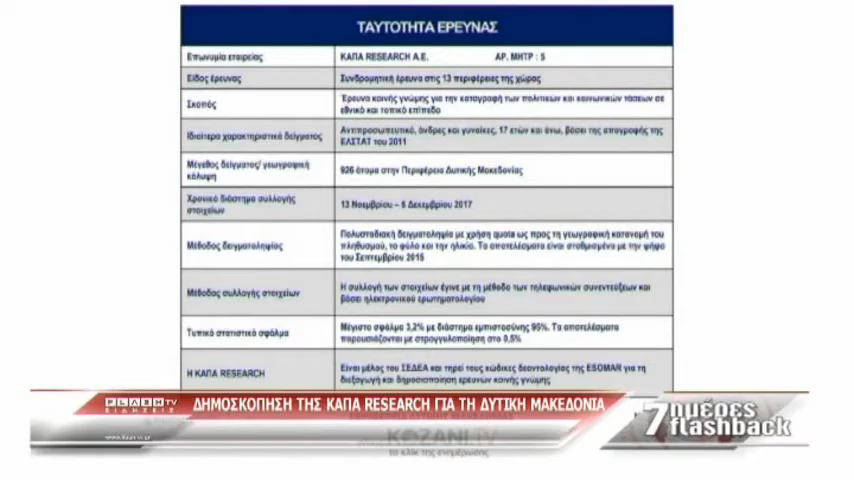 ΤΑΥΤΟΤΗΤΑ ΕΡΕΥΝΑΣ
Επωνυμία εταιρείας ΚΑΠΑ RESEARCH A.E. ΑΡ. ΜΗΤΡ : 5
Είδος έρευνας Συνδρομητική έρευνα στις 13 περιφέρειες της χώρας
Σκοπός
Έρευνα κοινής γνώμης για την καταγραφή των πολιτικών και κοινωνικών τάσεων σε
εθνικό και τοπικό επίπεδο
Ιδιαίτερα χαρακτηριστικά δείγματος
Αντιπροσωπευτικό, άνδρες και γυναίκες, 17 ετών και άνω, βάσει της απογραφής της
ΕΛΣΤΑΤ του 2011
Μέγεθος δείγματος/ γεωγραφική
κάλυψη
926 άτομα στην Περιφέρεια Δυτικής Μακεδονίας
Χρονικό διάστημα συλλογής
στοιχείων
13 Νοεμβρίου – 6 Δεκεμβρίου 2017
Μέθοδος δειγματοληψίας
Πολυσταδιακή δειγματοληψία με χρήση quota ως προς τη γεωγραφική κατανομή του
πληθυσμού, το φύλο και την ηλικία. Τα αποτελέσματα είναι σταθμισμένα με την ψήφο
του Σεπτεμβρίου 2015
Μέθοδος συλλογής στοιχείων
Η συλλογή των στοιχείων έγινε με τη μέθοδο των τηλεφωνικών συνεντεύξεων και
βάσει ηλεκτρονικού ερωτηματολογίου
Τυπικό στατιστικό σφάλμα
Μέγιστο σφάλμα 3,2% με διάστημα εμπιστοσύνης 95%. Τα αποτελέσματα
παρουσιάζονται με στρογγυλοποίηση στο 0,5%
Η ΚΑΠΑ RESEARCH
Είναι μέλος του ΣΕΔΕΑ και τηρεί τους κώδικες δεοντολογίας της ESOMAR για τη
διεξαγωγή και δημοσιοποίηση ερευνών κοινής γνώμης
FLASH TV
ΕΙΔΗΣΕΙΣ
ΔΗΜΟΣΚΟΠΗΣΗ ΤΗΣ ΚΑΠΑ RESEARCH ΓΙΑ ΤΗ ΔΥΤΙΚΗ ΜΑΚΕΔΟΝΙΑ
7 ημέρες
flashback
www.kozani.tv
KOZANI.TV
το κλικ της ενημέρωσης